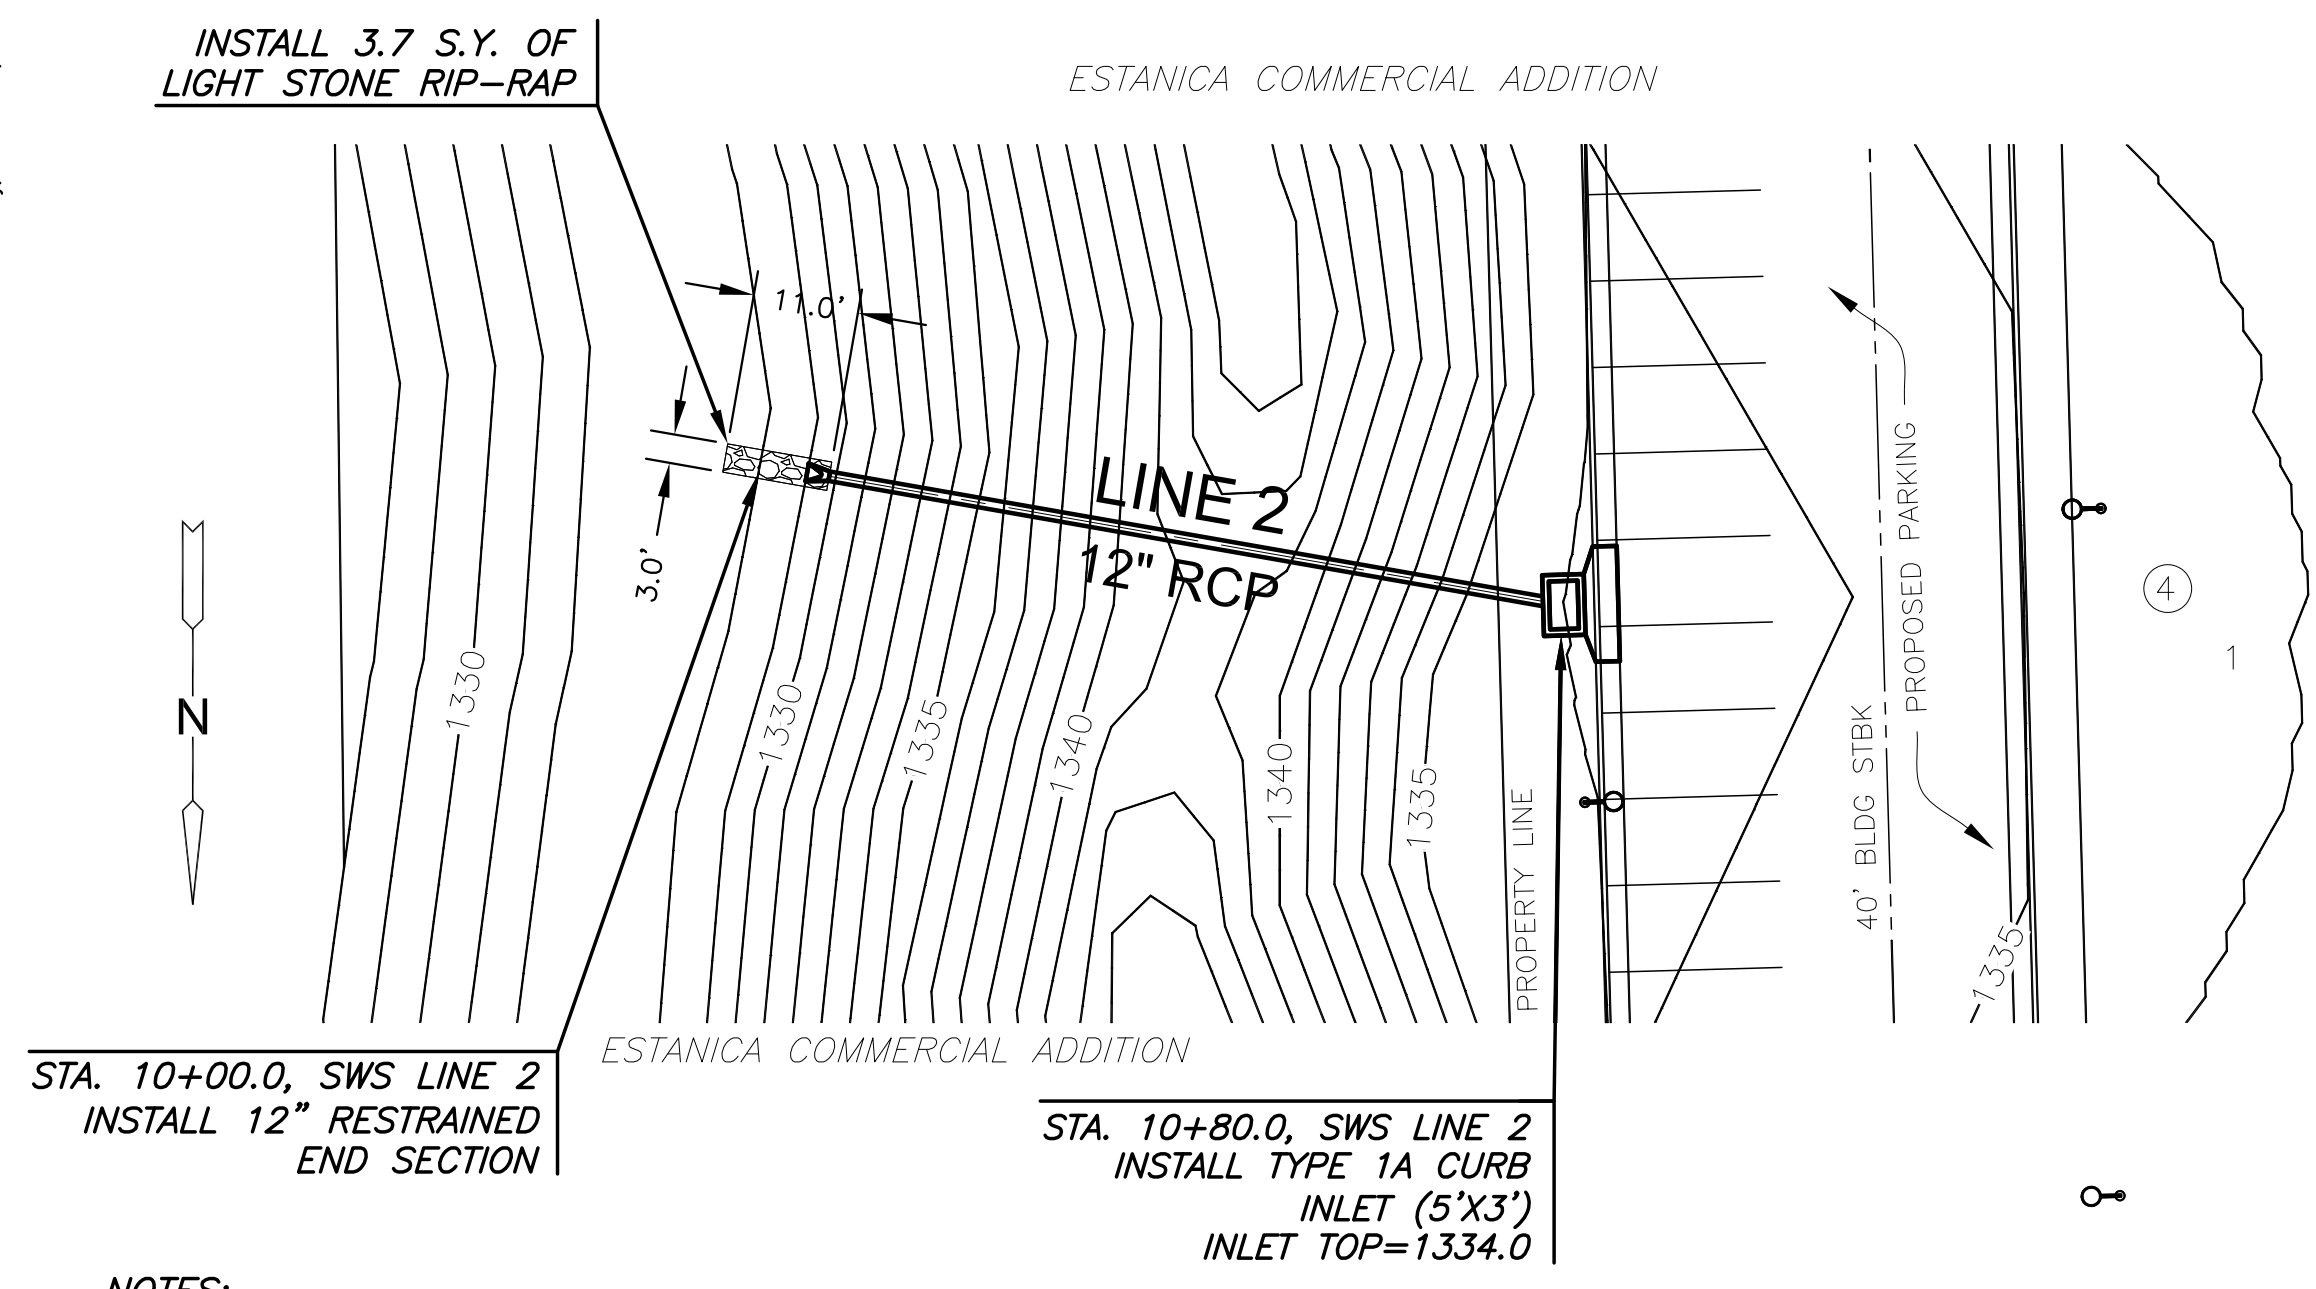 INSTALL 3.7 S.Y. OF
LIGHT STONE RIP-RAP
ESTANICA COMMERCIAL ADDITION
11.0'
3.0'
LINE 2
12" RCP
N
1330
1330
1335
1340
1340
1335
PROPERTY LINE
40' BLDG STBK
PROPOSED PARKING
1335
4
1
ESTANICA COMMERCIAL ADDITION
STA. 10+00.0, SWS LINE 2
INSTALL 12" RESTRAINED
END SECTION
STA. 10+80.0, SWS LINE 2
INSTALL TYPE 1A CURB
INLET (5'X3')
INLET TOP=1334.0
NOTES: